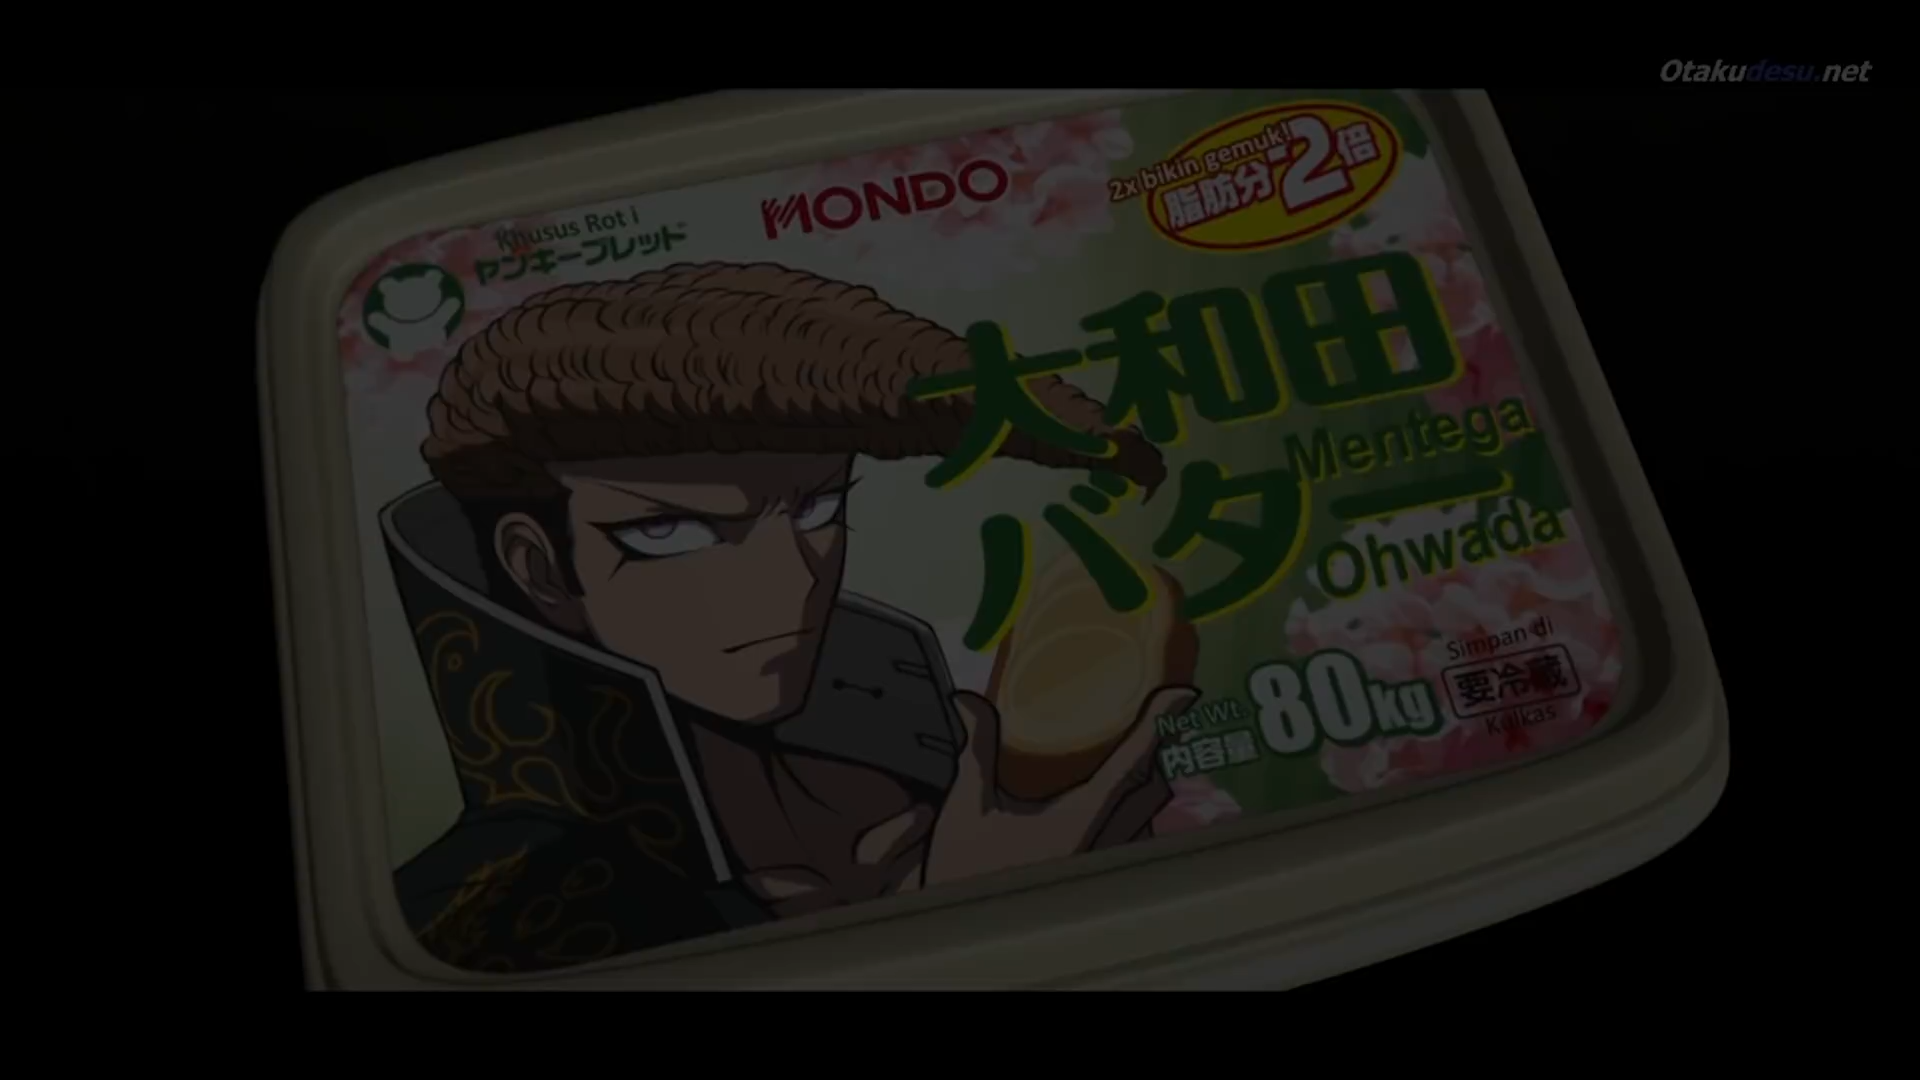 Otakudesu.net
MONDO
2x bikin gemuk!
脂肪分2倍
Khusus Roti
ヤンキーブレッド
大和田
Mentega
バター
Ohwada
Simpan di
要冷蔵
Kulkas
Net Wt.
内容量 80kg